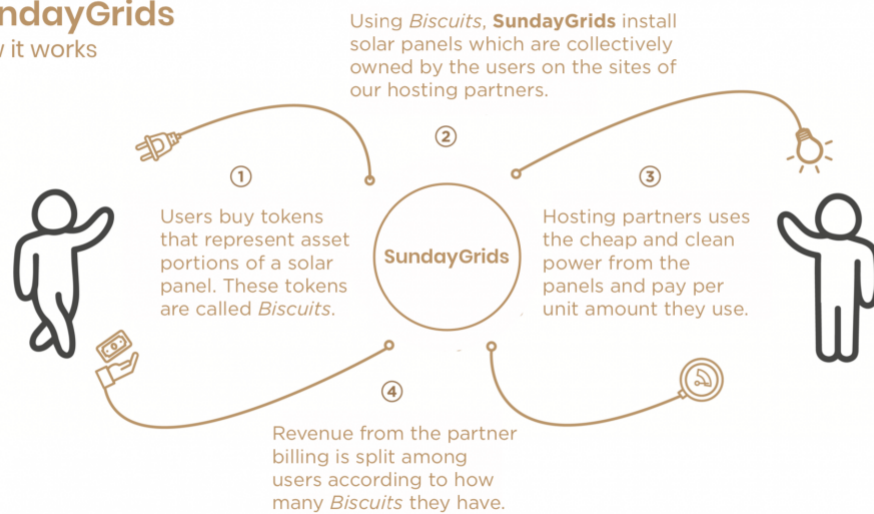 ndayGrids
it works
Using Biscuits, SundayGrids install
solar panels which are collectively
owned by the users on the sites of
our hosting partners.
2
1
Users buy tokens
that represent asset
portions of a solar
panel. These tokens
are called Biscuits.
SundayGrids
3
Hosting partners uses
the cheap and clean
power from the
panels and pay per
unit amount they use.
4
Revenue from the partner
billing is split among
users according to how
many Biscuits they have.